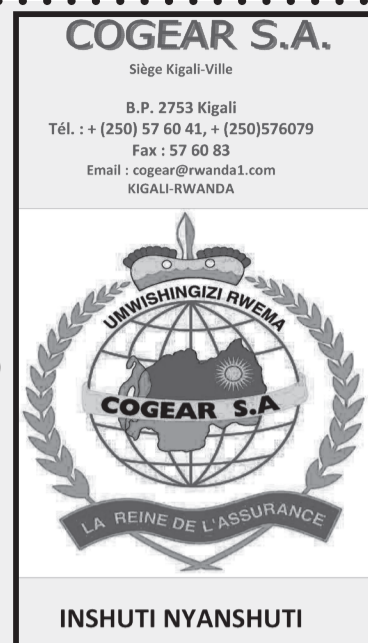 COGEAR S.A.
Siège Kigali-Ville
B.P. 2753 Kigali
Tél. : + (250) 57 60 41, + (250)576079
Fax : 57 60 83
Email : cogear@rwanda1.com
KIGALI-RWANDA
UMWISHINGIZI RWEMA
COGEAR S.A
LA REINE DE L'ASSURANCE
INSHUTI NYANSHUTI